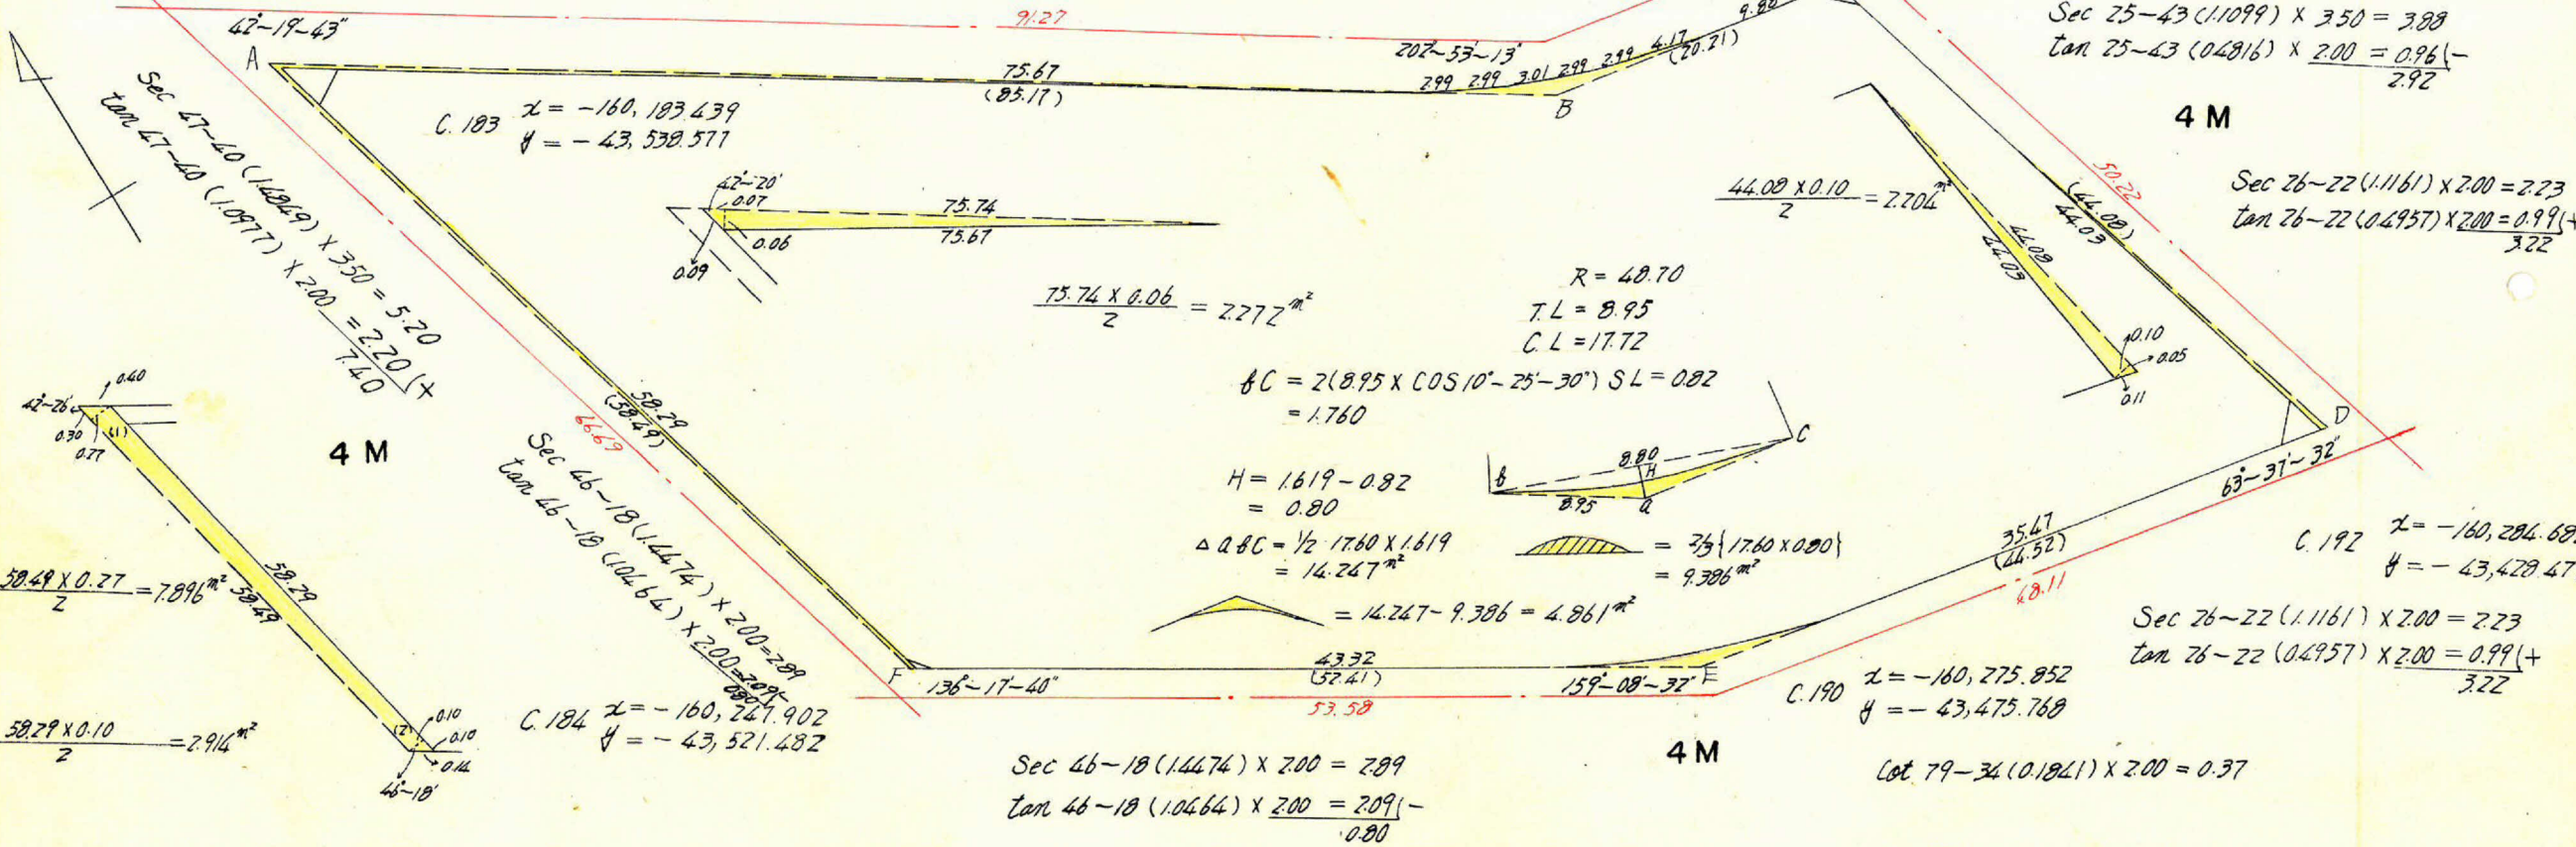 91.27
42°-19'-43"
A
75.67
(85.17)
202°-53'-13"
2.99 2.99 3.01 2.99 2.99 4.17
(20.21)
9.80
B
Sec 25-43 (1.1099) X 3.50 = 3.88
tan 25-43 (0.4816) X 2.00 = 0.96 (-
2.92
4 M
C. 183 x = -160,183.439
y = -43,538.577
Sec 47-40 (1.4849) X 3.50 = 5.20
tan 47-40 (1.0977) X 2.00 = 2.20 (+
7.40
42°-20'
0.07
75.74
75.67
0.06
0.09
75.74 X 0.06 / 2 = 2.272 m²
44.08 X 0.10 / 2 = 2.204 m²
44.08
44.03
0.10
0.05
0.11
50.22
(44.08)
44.03
Sec 26-22 (1.1161) X 2.00 = 2.23
tan 26-22 (0.4957) X 2.00 = 0.99 (+
3.22
R = 48.70
T.L = 8.95
C.L = 17.72
bC = 2(8.95 X COS 10°-25'-30") SL = 0.82
= 1.760
H = 1.619 - 0.82
= 0.80
8.80
H
C
b
8.95
a
△ abC = 1/2 17.60 X 1.619
= 14.247 m²
= 2/3 { 17.60 X 0.80 }
= 9.386 m²
= 14.247 - 9.386 = 4.861 m²
58.29
(58.49)
66.69
4 M
0.40
42°-26'
0.30
(1)
0.27
58.49 X 0.27 / 2 = 7.896 m²
58.29
58.49
58.29 X 0.10 / 2 = 2.914 m²
(2)
0.10
0.10
0.14
46°-18'
Sec 46-18 (1.4474) X 2.00 = 2.89
tan 46-18 (1.0464) X 2.00 = 2.09 (-
0.80
C. 184 x = -160,247.902
y = -43,521.482
F
136°-17'-40"
43.32
(52.41)
53.58
159°-08'-32"
E
C. 190 x = -160,275.852
y = -43,475.768
35.47
(44.52)
48.11
D
63°-37'-32"
C. 192 x = -160,284.68
y = -43,428.47
Sec 26-22 (1.1161) X 2.00 = 2.23
tan 26-22 (0.4957) X 2.00 = 0.99 (+
3.22
Sec 46-18 (1.4474) X 2.00 = 2.89
tan 46-18 (1.0464) X 2.00 = 2.09 (-
0.80
4 M
Cot 79-34 (0.1841) X 2.00 = 0.37